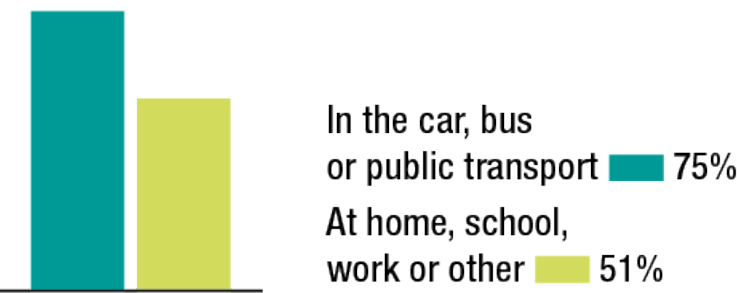 In the car, bus
or public transport 75%
At home, school,
work or other 51%